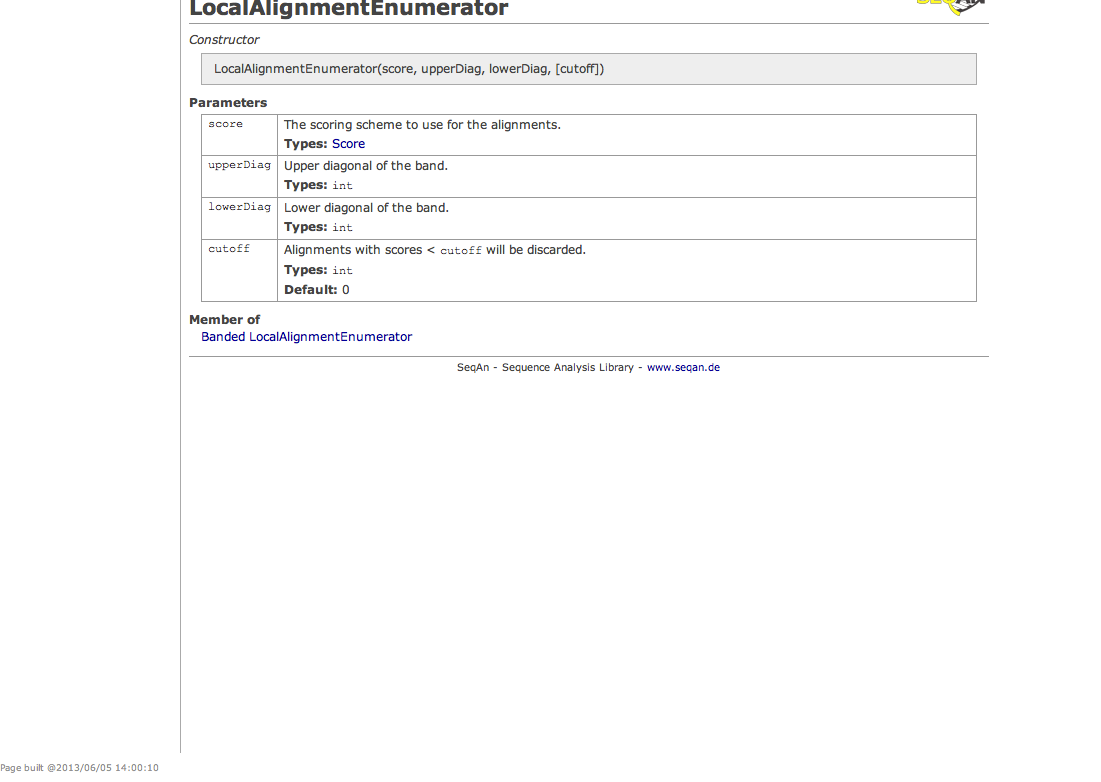 LocalAlignmentEnumerator
Constructor
LocalAlignmentEnumerator(score, upperDiag, lowerDiag, [cutoff])
Parameters
score The scoring scheme to use for the alignments.
Types: Score
upperDiag Upper diagonal of the band.
Types: int
lowerDiag Lower diagonal of the band.
Types: int
cutoff Alignments with scores < cutoff will be discarded.
Types: int
Default: 0
Member of
Banded LocalAlignmentEnumerator
SeqAn - Sequence Analysis Library - www.seqan.de
Page built @2013/06/05 14:00:10